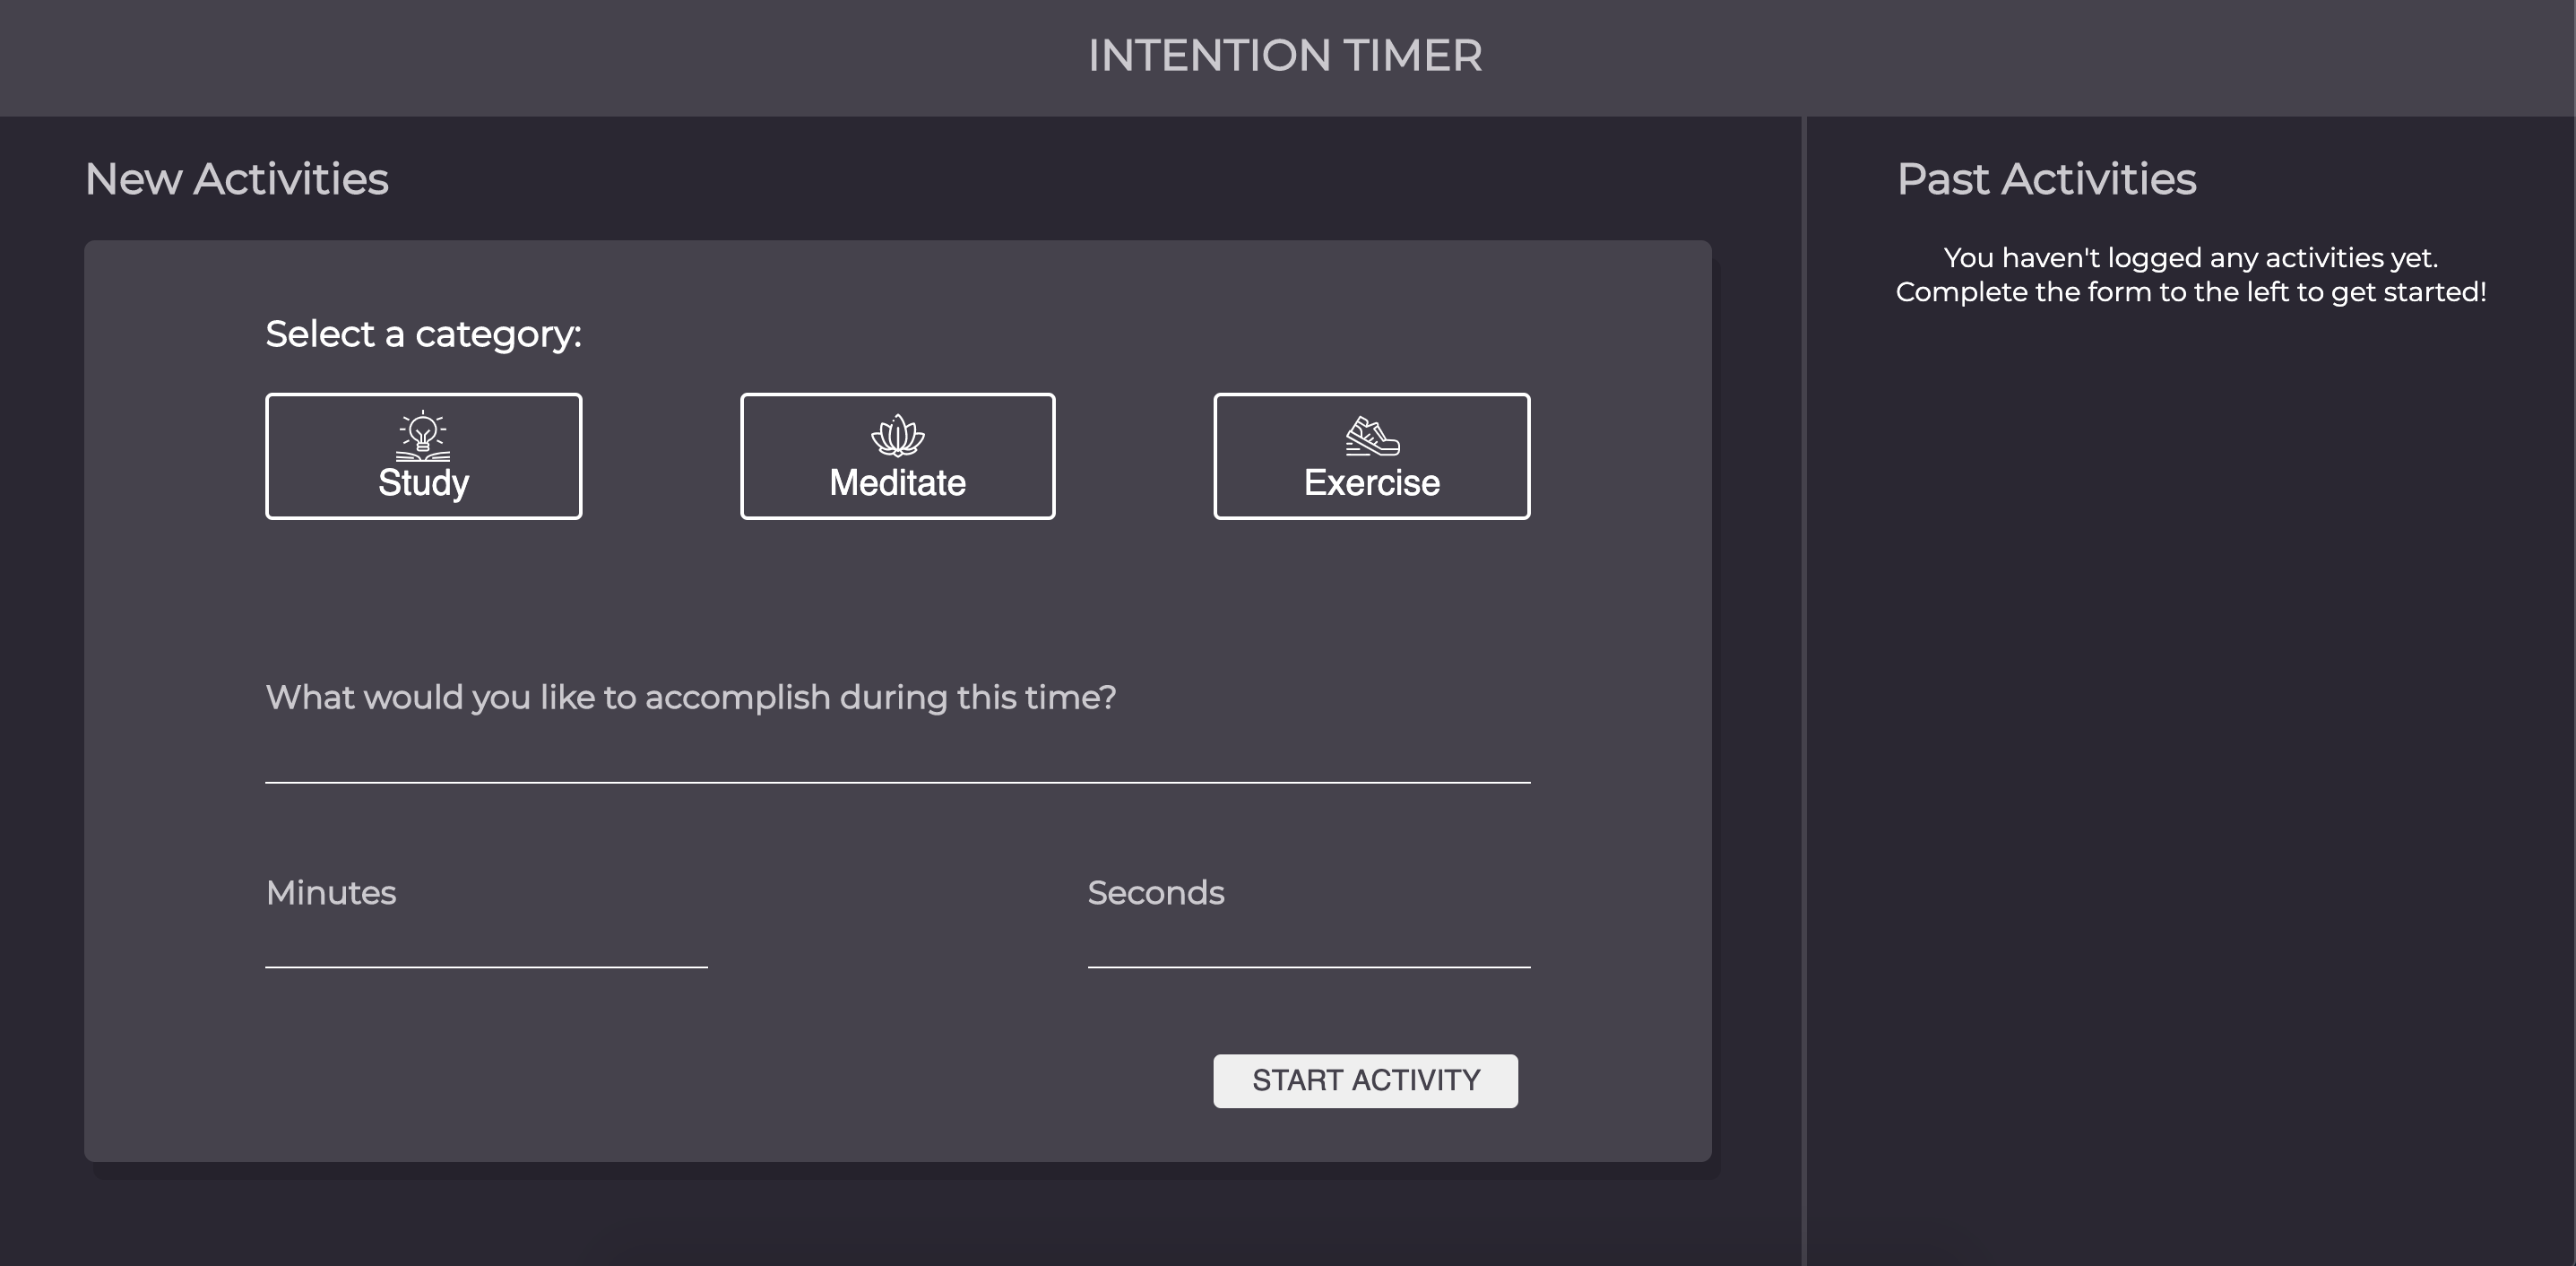 INTENTION TIMER
New Activities
Select a category:
Study
Meditate
Exercise
What would you like to accomplish during this time?
Minutes
Seconds
START ACTIVITY
Past Activities
You haven't logged any activities yet.
Complete the form to the left to get started!